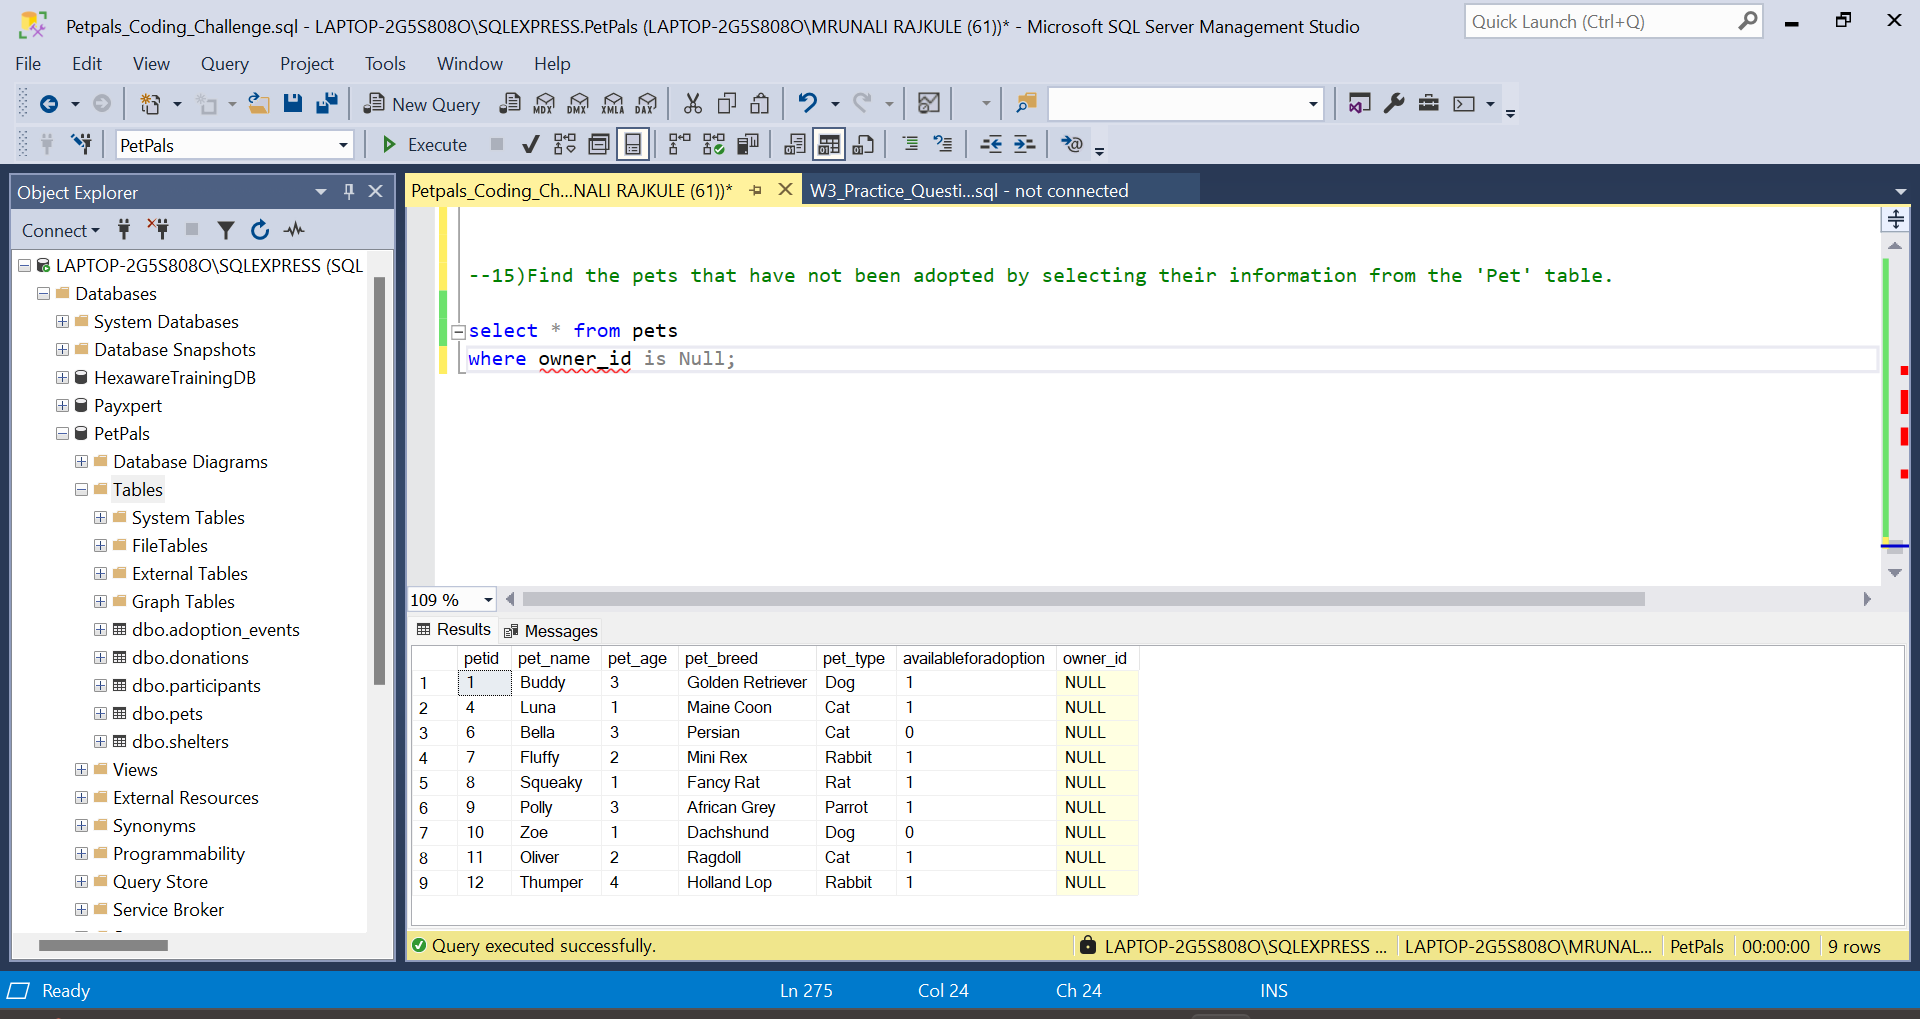 Petpals_Coding_Challenge.sql - LAPTOP-2G5S808O\SQLEXPRESS.PetPals (LAPTOP-2G5S808O\MRUNALI RAJKULE (61))* - Microsoft SQL Server Management Studio
Quick Launch (Ctrl+Q)
File Edit View Query Project Tools Window Help
New Query MDX DMX XMLA DAX
PetPals Execute
Object Explorer
Petpals_Coding_Ch...NALI RAJKULE (61))* W3_Practice_Questi...sql - not connected
Connect
LAPTOP-2G5S808O\SQLEXPRESS (SQL
Databases
System Databases
Database Snapshots
HexawareTrainingDB
Payxpert
PetPals
Database Diagrams
Tables
System Tables
FileTables
External Tables
Graph Tables
dbo.adoption_events
dbo.donations
dbo.participants
dbo.pets
dbo.shelters
Views
External Resources
Synonyms
Programmability
Query Store
Service Broker
--15)Find the pets that have not been adopted by selecting their information from the 'Pet' table.
select * from pets
where owner_id is Null;
109 %
Results Messages
petid pet_name pet_age pet_breed pet_type availableforadoption owner_id
1 1 Buddy 3 Golden Retriever Dog 1 NULL
2 4 Luna 1 Maine Coon Cat 1 NULL
3 6 Bella 3 Persian Cat 0 NULL
4 7 Fluffy 2 Mini Rex Rabbit 1 NULL
5 8 Squeaky 1 Fancy Rat Rat 1 NULL
6 9 Polly 3 African Grey Parrot 1 NULL
7 10 Zoe 1 Dachshund Dog 0 NULL
8 11 Oliver 2 Ragdoll Cat 1 NULL
9 12 Thumper 4 Holland Lop Rabbit 1 NULL
Query executed successfully. LAPTOP-2G5S808O\SQLEXPRESS ... LAPTOP-2G5S808O\MRUNAL... PetPals 00:00:00 9 rows
Ready Ln 275 Col 24 Ch 24 INS